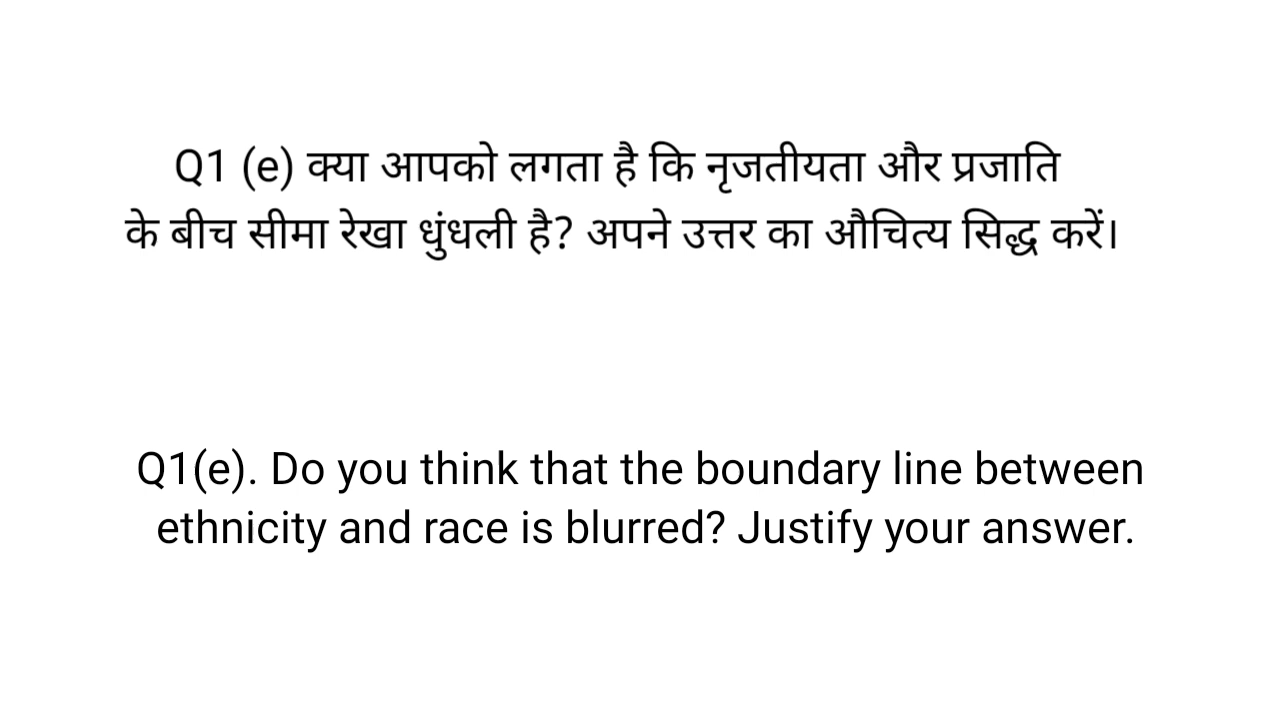 Q1 (e) क्या आपको लगता है कि नृजतीयता और प्रजाति
के बीच सीमा रेखा धुंधली है? अपने उत्तर का औचित्य सिद्ध करें।
Q1(e). Do you think that the boundary line between
ethnicity and race is blurred? Justify your answer.